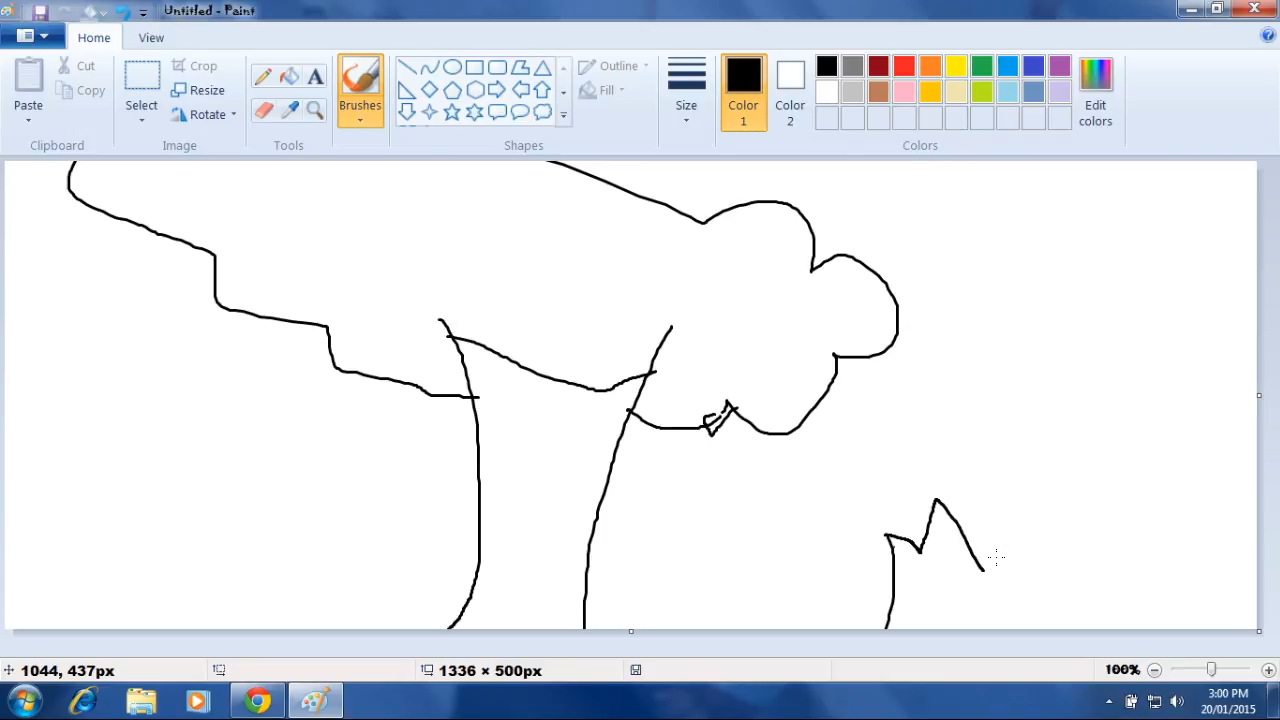 Untitled - Paint
Home View
Paste
Cut
Copy
Clipboard
Select
Crop
Resize
Rotate
Image
A
Tools
Brushes
Shapes
Outline
Fill
Size
Color 1
Color 2
Colors
Edit colors
1044, 437px
1336 × 500px
100%
3:00 PM
20/01/2015